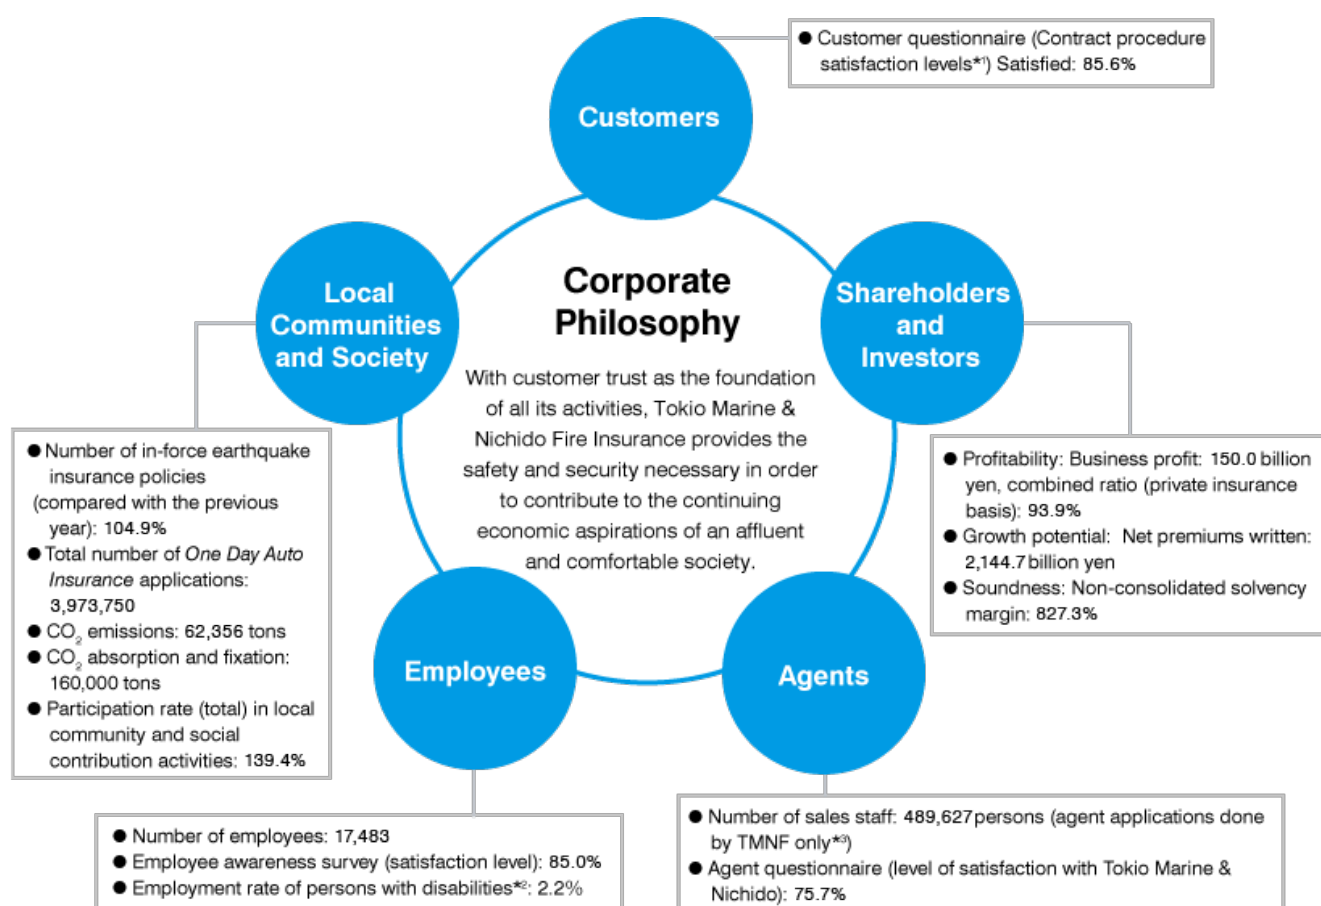 Customers
● Customer questionnaire (Contract procedure
satisfaction levels*1) Satisfied: 85.6%
Local
Communities
and Society
Corporate
Philosophy
With customer trust as the foundation
of all its activities, Tokio Marine &
Nichido Fire Insurance provides the
safety and security necessary in order
to contribute to the continuing
economic aspirations of an affluent
and comfortable society.
Shareholders
and
Investors
● Number of in-force earthquake
insurance policies
(compared with the previous
year): 104.9%
● Total number of One Day Auto
Insurance applications:
3,973,750
● CO2 emissions: 62,356 tons
● CO2 absorption and fixation:
160,000 tons
● Participation rate (total) in local
community and social
contribution activities: 139.4%
● Profitability: Business profit: 150.0 billion
yen, combined ratio (private insurance
basis): 93.9%
● Growth potential: Net premiums written:
2,144.7 billion yen
● Soundness: Non-consolidated solvency
margin: 827.3%
Employees
Agents
● Number of employees: 17,483
● Employee awareness survey (satisfaction level): 85.0%
● Employment rate of persons with disabilities*2: 2.2%
● Number of sales staff: 489,627 persons (agent applications done
by TMNF only*3)
● Agent questionnaire (level of satisfaction with Tokio Marine &
Nichido): 75.7%